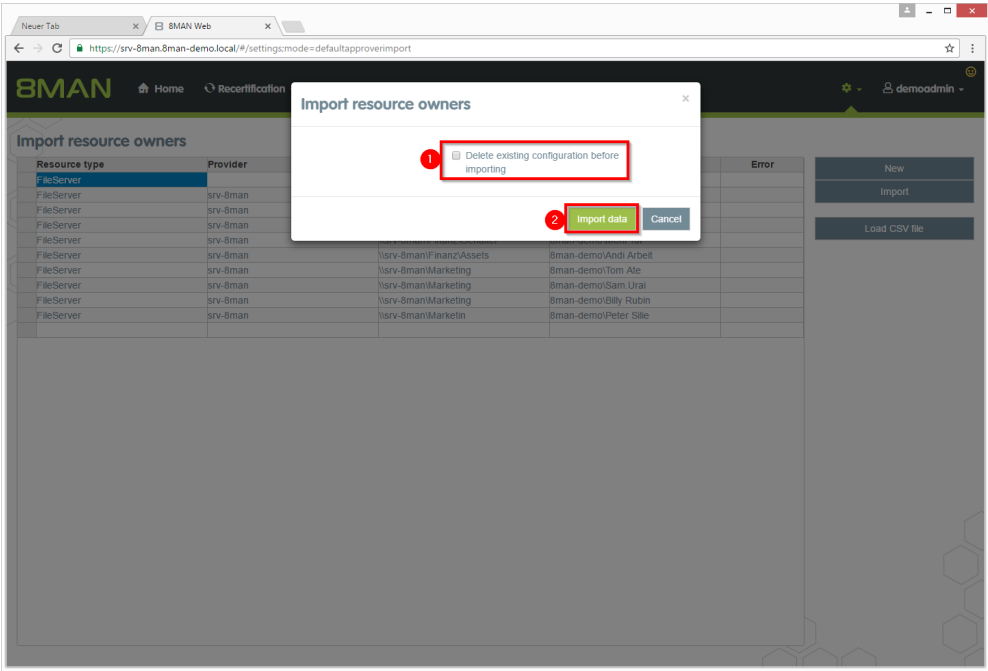 Neuer Tab
8MAN Web
https://srv-8man.8man-demo.local/#/settings;mode=defaultapproverimport
8MAN
Home
Recertification
demoadmin
Import resource owners
Import resource owners
1
Delete existing configuration before
importing
2
Import data
Cancel
Resource type Provider Error
New
Import
Load CSV file
FileServer
FileServer srv-8man
FileServer srv-8man
FileServer srv-8man
FileServer srv-8man
FileServer srv-8man \\srv-8man\Finanz\Assets 8man-demo\Andi Arbeit
FileServer srv-8man \\srv-8man\Marketing 8man-demo\Tom Ate
FileServer srv-8man \\srv-8man\Marketing 8man-demo\Sam.Urai
FileServer srv-8man \\srv-8man\Marketing 8man-demo\Billy Rubin
FileServer srv-8man \\srv-8man\Marketin 8man-demo\Peter Silie